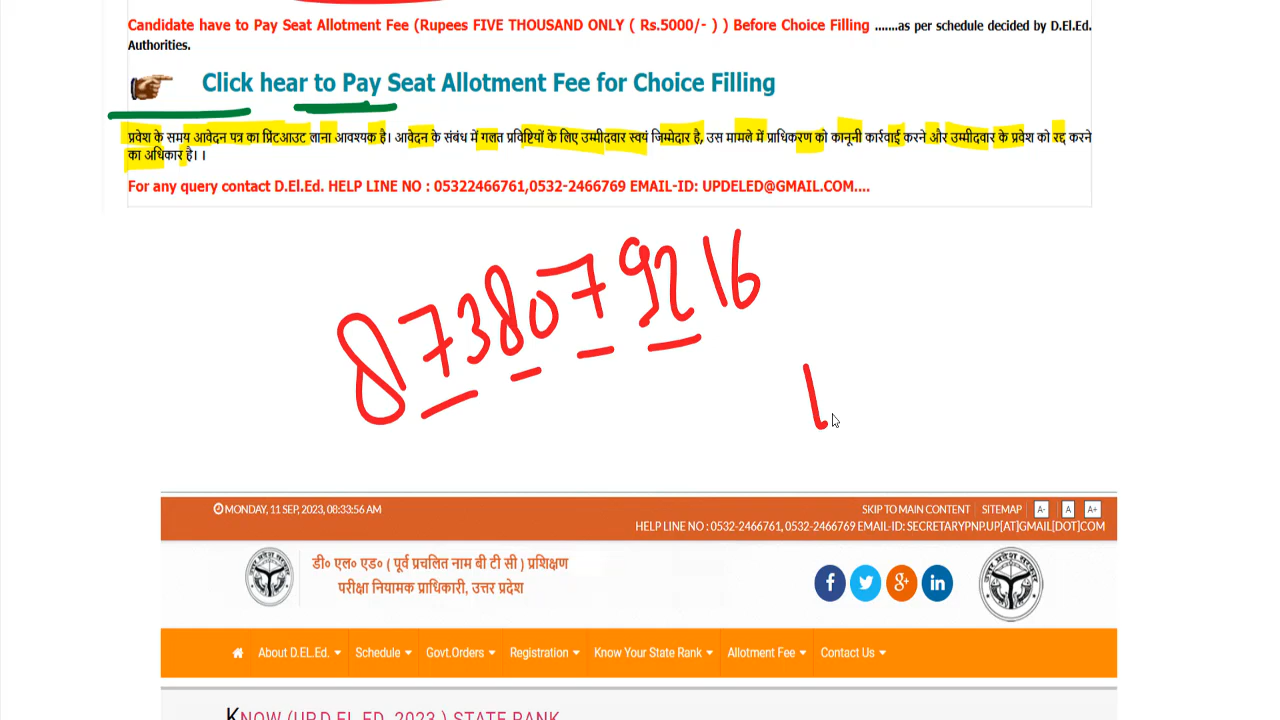 Candidate have to Pay Seat Allotment Fee (Rupees FIVE THOUSAND ONLY ( Rs.5000/- ) ) Before Choice Filling .......as per schedule decided by D.El.Ed.
Authorities.
Click hear to Pay Seat Allotment Fee for Choice Filling
प्रवेश के समय आवेदन पत्र का प्रिंटआउट लाना आवश्यक है। आवेदन के संबंध में गलत प्रविष्टियों के लिए उम्मीदवार स्वयं जिम्मेदार है, उस मामले में प्राधिकरण को कानूनी कार्रवाई करने और उम्मीदवार के प्रवेश को रद्द करने
का अधिकार है। ।
For any query contact D.El.Ed. HELP LINE NO : 05322466761,0532-2466769 EMAIL-ID: UPDELED@GMAIL.COM....
8738079216
MONDAY, 11 SEP, 2023, 08:33:56 AM
SKIP TO MAIN CONTENT SITEMAP A- A A+
HELP LINE NO : 0532-2466761, 0532-2466769 EMAIL-ID: SECRETARYPNP.UP[AT]GMAIL[DOT]COM
डी० एल० एड० ( पूर्व प्रचलित नाम बी टी सी ) प्रशिक्षण
परीक्षा नियामक प्राधिकारी, उत्तर प्रदेश
About D.EL.Ed. Schedule Govt.Orders Registration Know Your State Rank Allotment Fee Contact Us
KNOW (U.P.D.EL.ED. 2023 ) STATE RANK